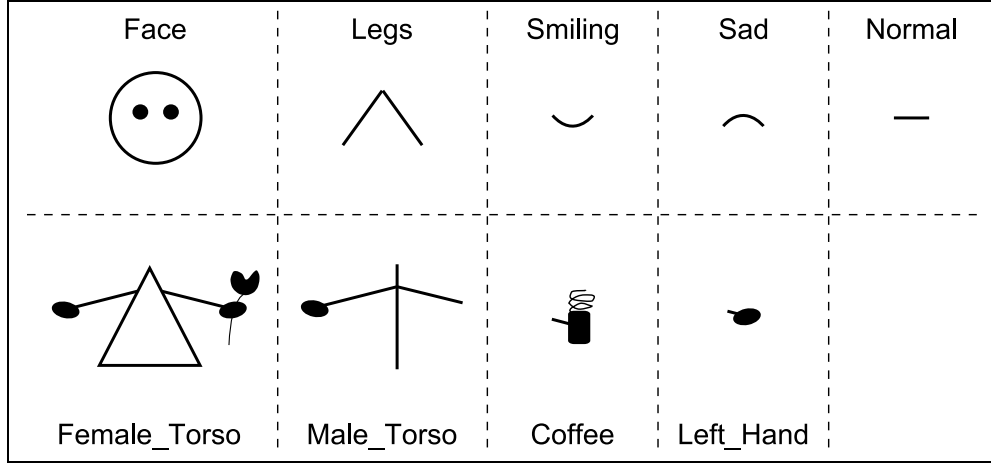 Face Legs Smiling Sad Normal
Female_Torso Male_Torso Coffee Left_Hand